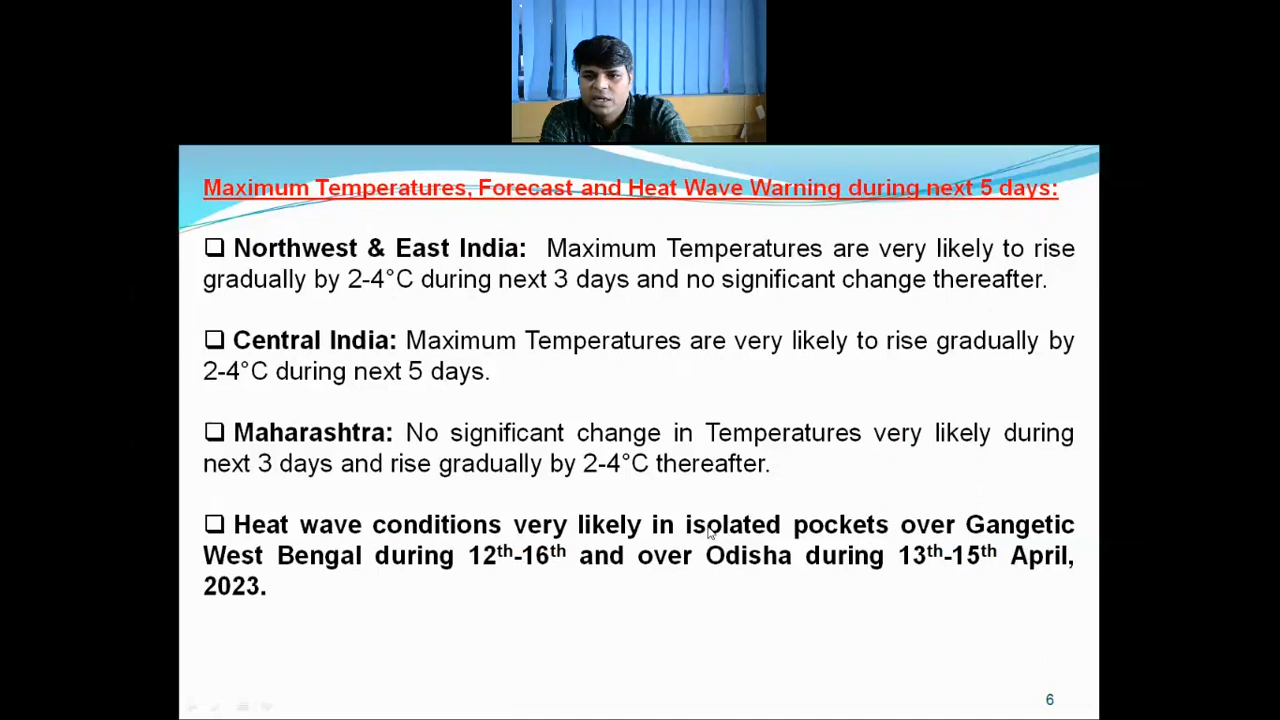 Maximum Temperatures, Forecast and Heat Wave Warning during next 5 days:
Northwest & East India: Maximum Temperatures are very likely to rise
gradually by 2-4°C during next 3 days and no significant change thereafter.
Central India: Maximum Temperatures are very likely to rise gradually by
2-4°C during next 5 days.
Maharashtra: No significant change in Temperatures very likely during
next 3 days and rise gradually by 2-4°C thereafter.
Heat wave conditions very likely in isolated pockets over Gangetic
West Bengal during 12th-16th and over Odisha during 13th-15th April,
2023.
6